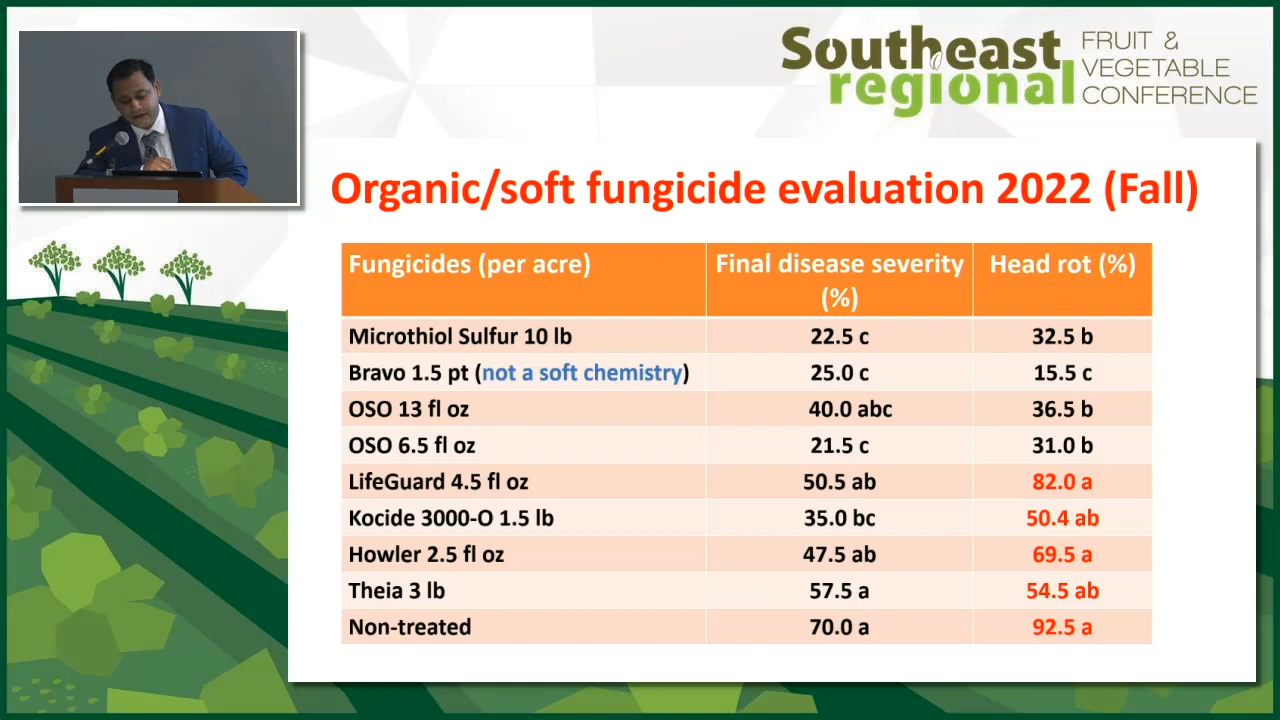 Southeast
regional
FRUIT &
VEGETABLE
CONFERENCE
Organic/soft fungicide evaluation 2022 (Fall)
Fungicides (per acre) Final disease severity (%) Head rot (%)
Microthiol Sulfur 10 lb 22.5 c 32.5 b
Bravo 1.5 pt (not a soft chemistry) 25.0 c 15.5 c
OSO 13 fl oz 40.0 abc 36.5 b
OSO 6.5 fl oz 21.5 c 31.0 b
LifeGuard 4.5 fl oz 50.5 ab 82.0 a
Kocide 3000-O 1.5 lb 35.0 bc 50.4 ab
Howler 2.5 fl oz 47.5 ab 69.5 a
Theia 3 lb 57.5 a 54.5 ab
Non-treated 70.0 a 92.5 a